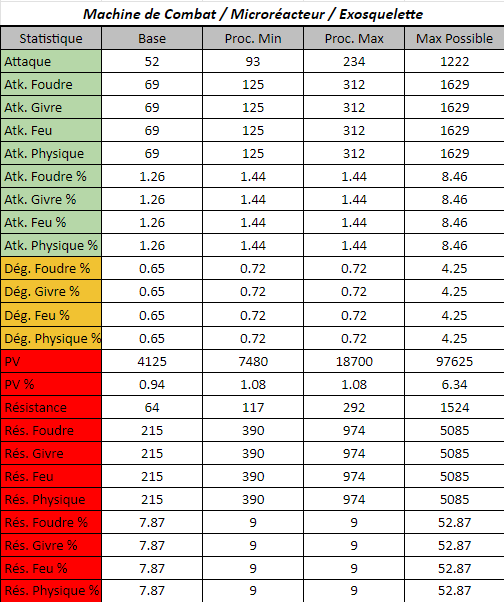 Machine de Combat / Microréacteur / Exosquelette
Statistique Base Proc. Min Proc. Max Max Possible
Attaque 52 93 234 1222
Atk. Foudre 69 125 312 1629
Atk. Givre 69 125 312 1629
Atk. Feu 69 125 312 1629
Atk. Physique 69 125 312 1629
Atk. Foudre % 1.26 1.44 1.44 8.46
Atk. Givre % 1.26 1.44 1.44 8.46
Atk. Feu % 1.26 1.44 1.44 8.46
Atk. Physique % 1.26 1.44 1.44 8.46
Dég. Foudre % 0.65 0.72 0.72 4.25
Dég. Givre % 0.65 0.72 0.72 4.25
Dég. Feu % 0.65 0.72 0.72 4.25
Dég. Physique % 0.65 0.72 0.72 4.25
PV 4125 7480 18700 97625
PV % 0.94 1.08 1.08 6.34
Résistance 64 117 292 1524
Rés. Foudre 215 390 974 5085
Rés. Givre 215 390 974 5085
Rés. Feu 215 390 974 5085
Rés. Physique 215 390 974 5085
Rés. Foudre % 7.87 9 9 52.87
Rés. Givre % 7.87 9 9 52.87
Rés. Feu % 7.87 9 9 52.87
Rés. Physique % 7.87 9 9 52.87